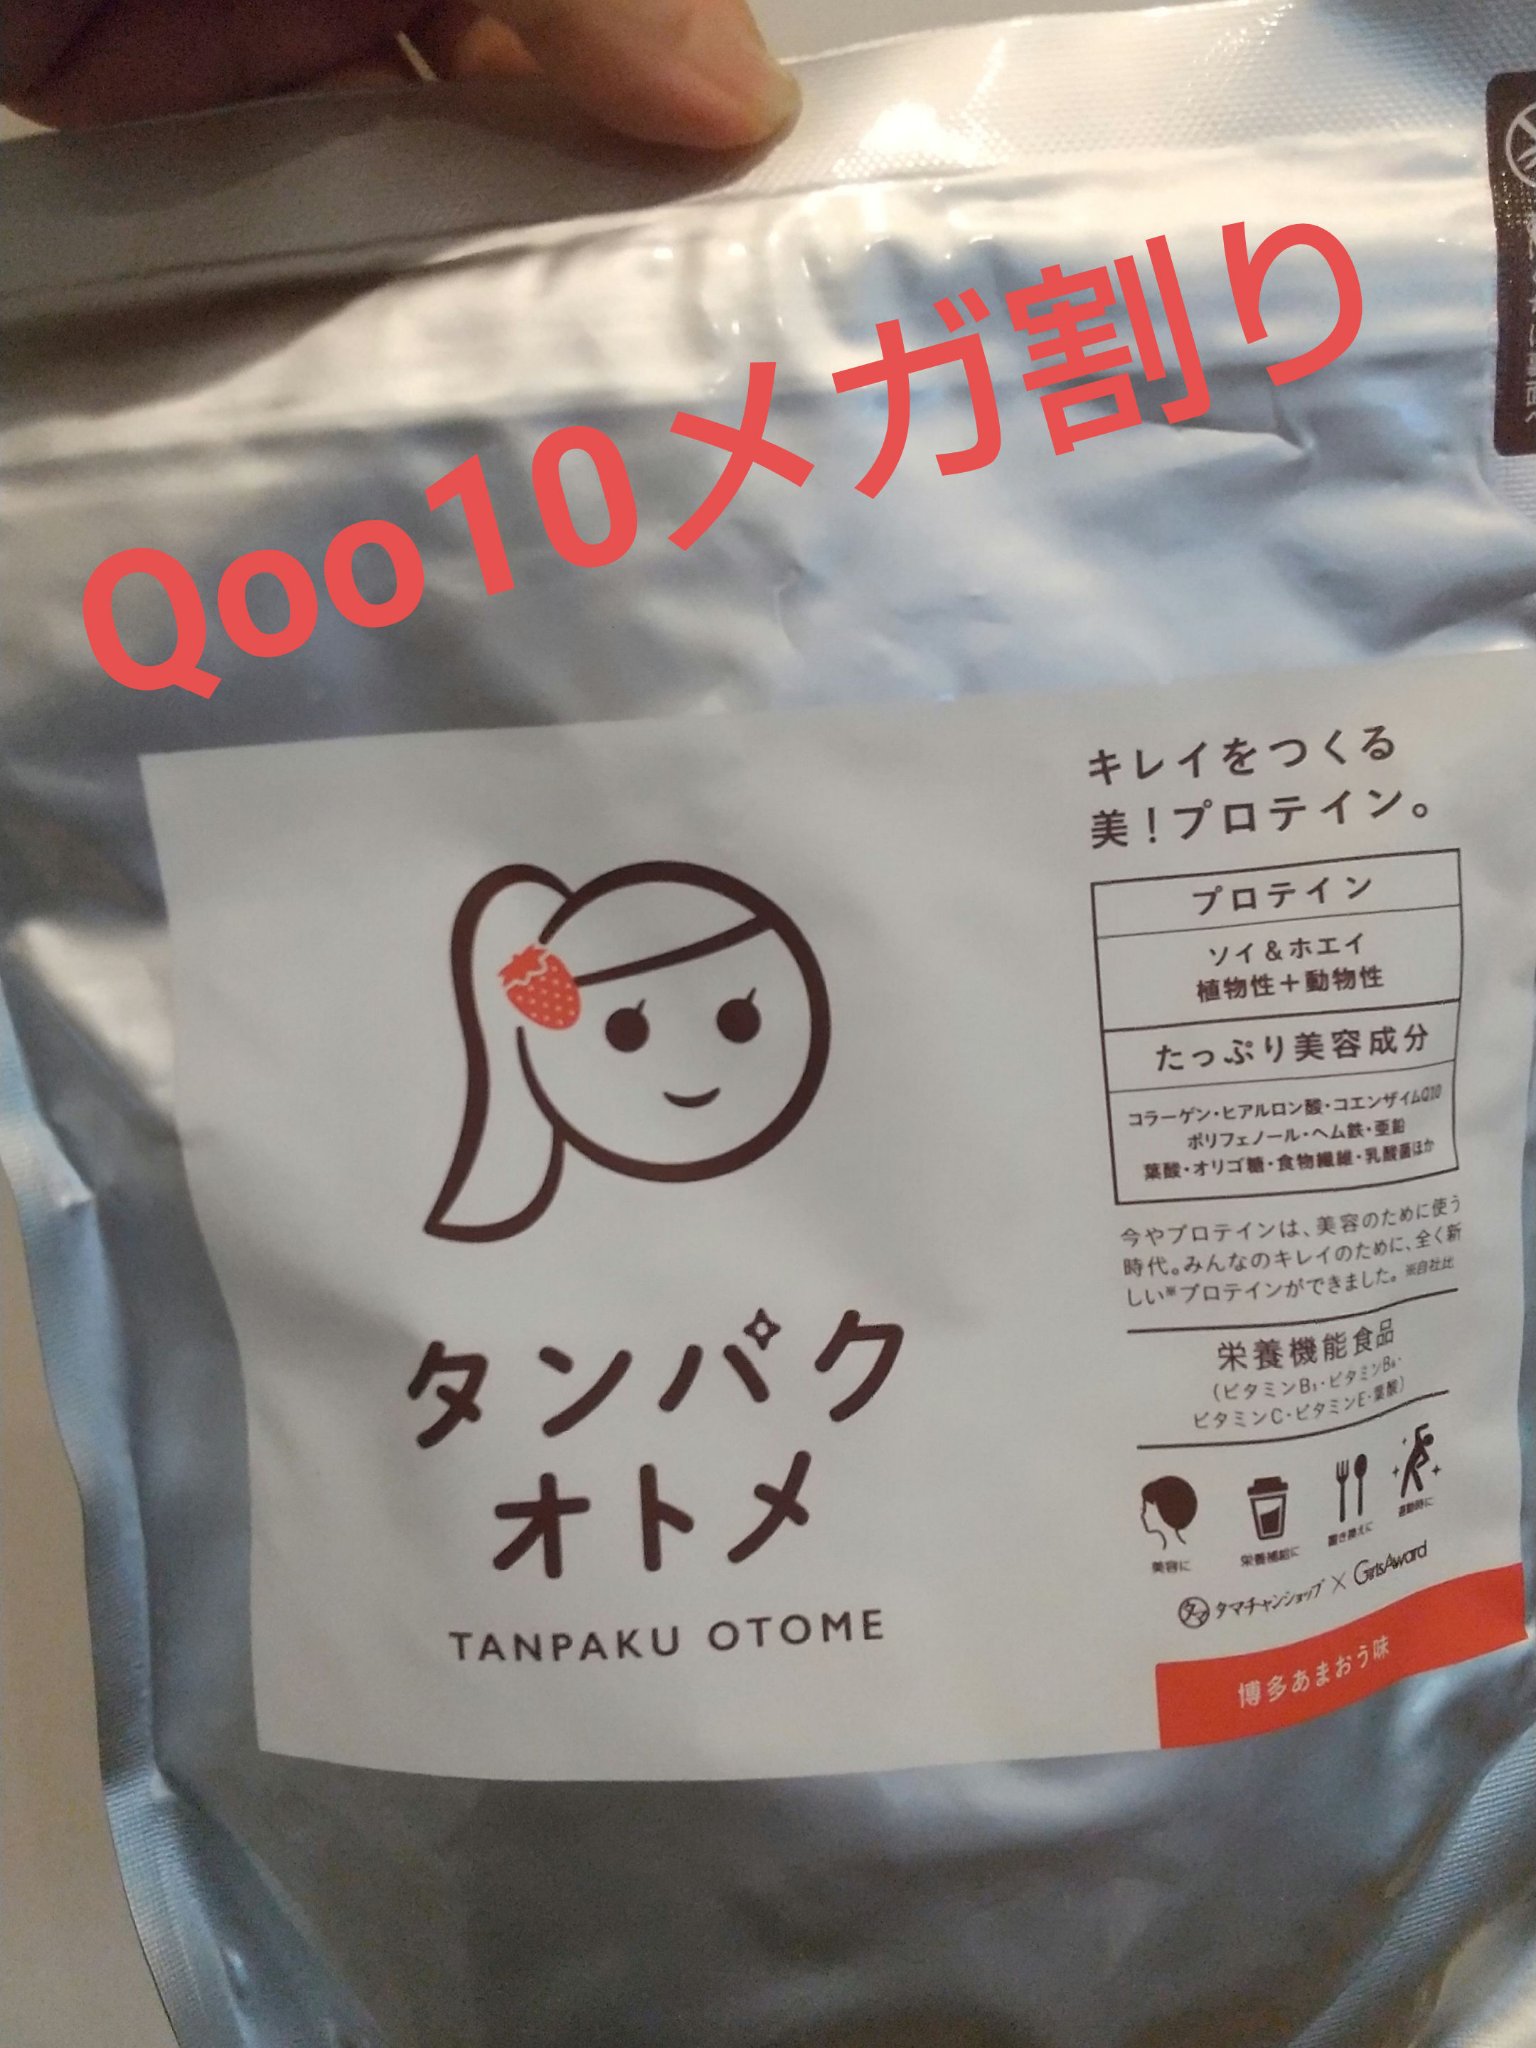 Qoo10メガ割り
キレイをつくる
美！プロテイン。
プロテイン
ソイ＆ホエイ
植物性＋動物性
たっぷり美容成分
コラーゲン・ヒアルロン酸・コエンザイムQ10
ポリフェノール・ヘム鉄・亜鉛
葉酸・オリゴ糖・食物繊維・乳酸菌ほか
今やプロテインは、美容のために使う
時代。みんなのキレイのために、全く新
しい※プロテインができました。※自社比
栄養機能食品
（ビタミンB₁・ビタミンB₆・
ビタミンC・ビタミンE・葉酸）
美容に
栄養補給に
置き換えに
運動時に
タマ タマチャンショップ × GirlsAward
博多あまおう味
タンパク
オトメ
TANPAKU OTOME